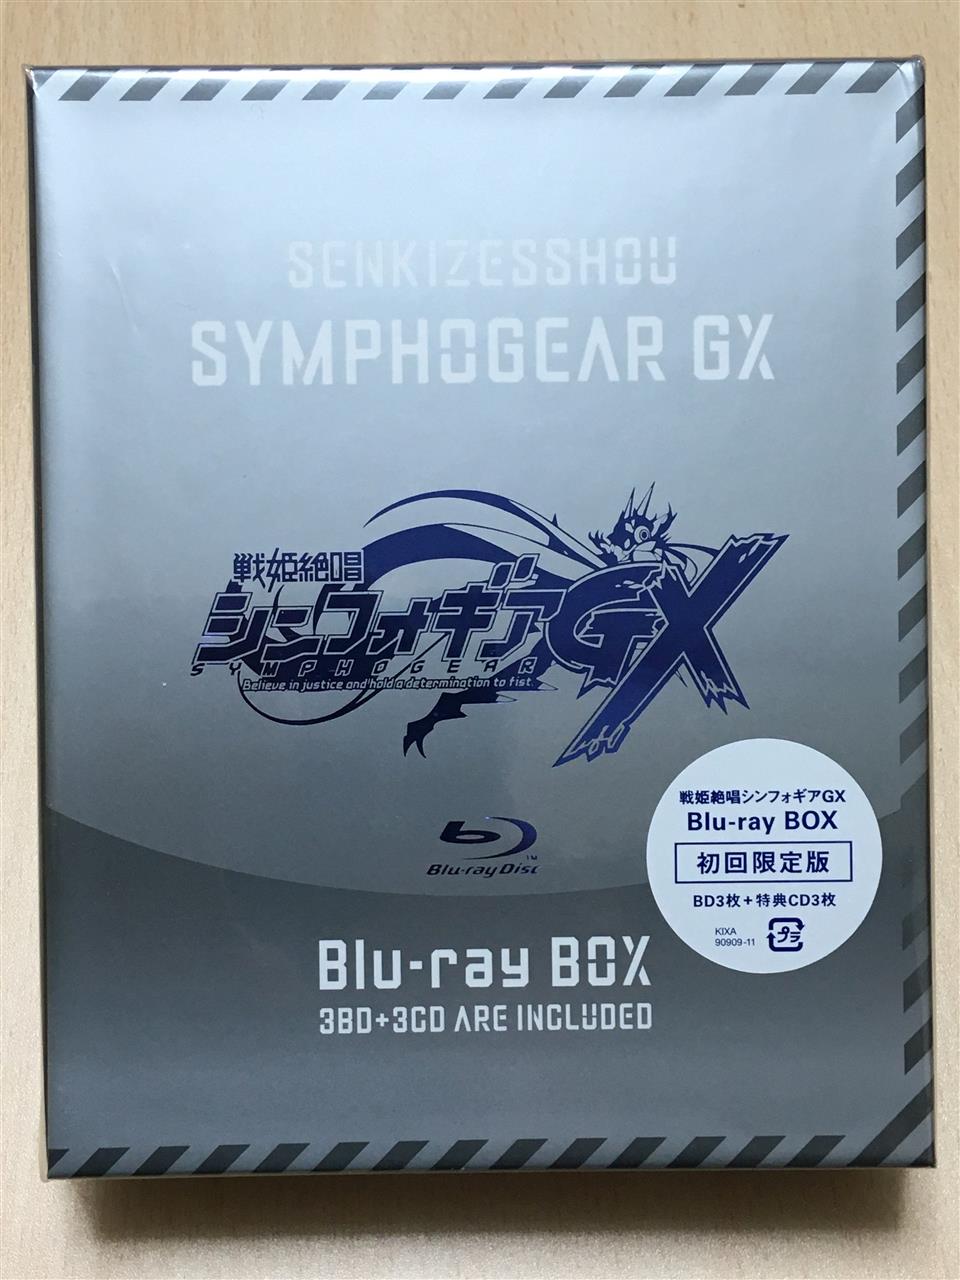 SENKIZESSHOU
SYMPHOGEAR GX
戦姫絶唱
シンフォギアGX
SYMPHOGEAR
Believe in justice and hold a determination to fist.
Blu-ray Disc
TM
戦姫絶唱シンフォギアGX
Blu-ray BOX
初回限定版
BD3枚+特典CD3枚
KIXA
90909-11
プラ
Blu-ray BOX
3BD+3CD ARE INCLUDED